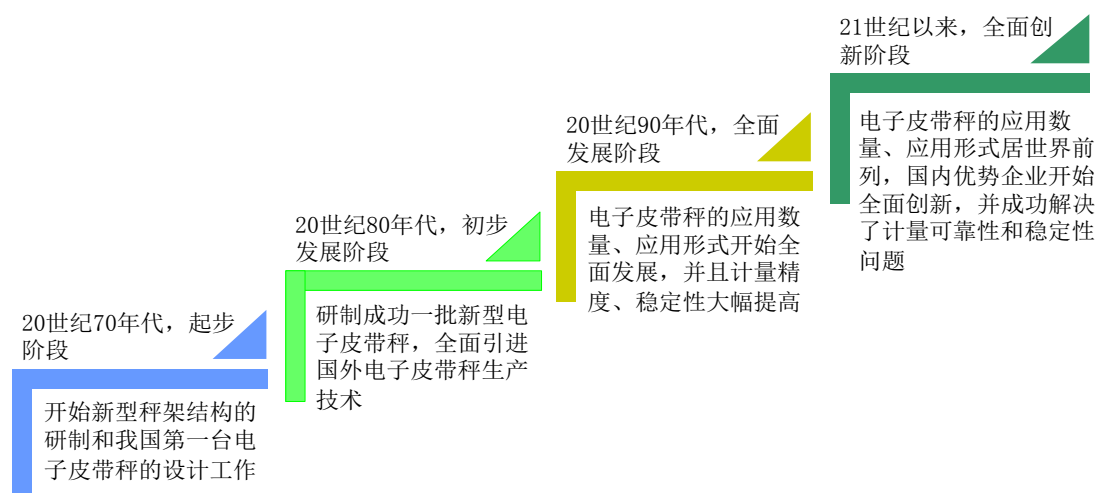 20世纪70年代，起步
阶段
开始新型秤架结构的
研制和我国第一台电
子皮带秤的设计工作
20世纪80年代，初步
发展阶段
研制成功一批新型电
子皮带秤，全面引进
国外电子皮带秤生产
技术
20世纪90年代，全面
发展阶段
电子皮带秤的应用数
量、应用形式开始全
面发展，并且计量精
度、稳定性大幅提高
21世纪以来，全面创
新阶段
电子皮带秤的应用数
量、应用形式居世界前
列，国内优势企业开始
全面创新，并成功解决
了计量可靠性和稳定性
问题